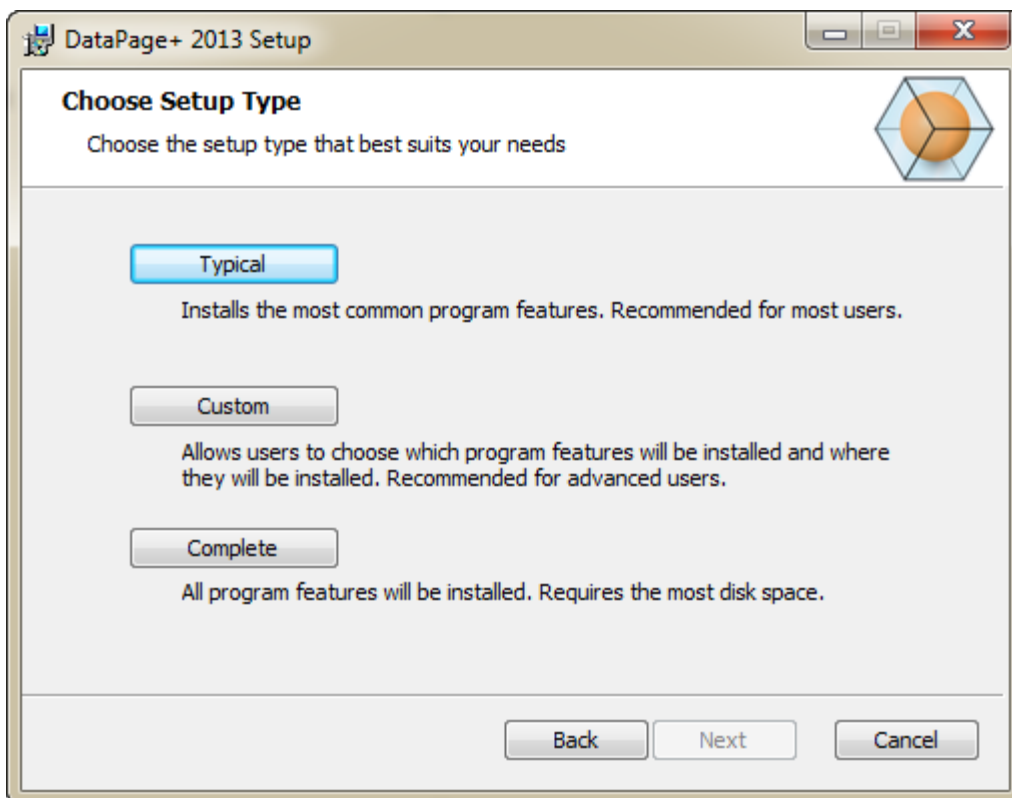 DataPage+ 2013 Setup
Choose Setup Type
Choose the setup type that best suits your needs
Typical
Installs the most common program features. Recommended for most users.
Custom
Allows users to choose which program features will be installed and where
they will be installed. Recommended for advanced users.
Complete
All program features will be installed. Requires the most disk space.
Back Next Cancel